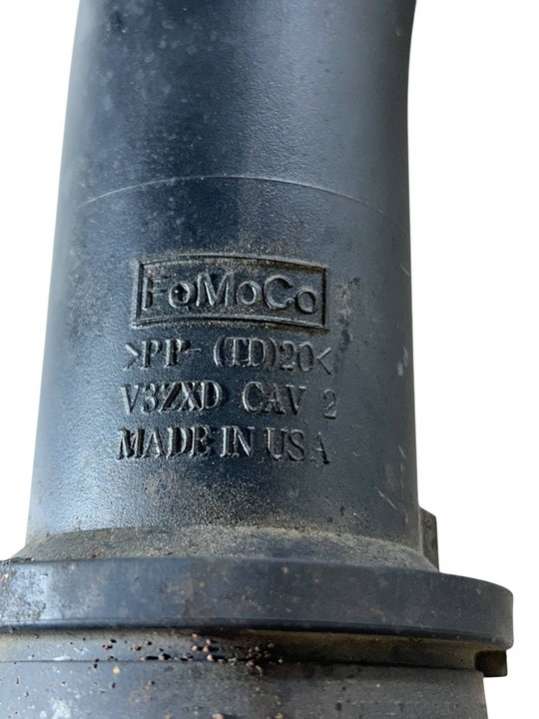 FoMoCo
>PP-(TD)20<
V3ZXD CAV 2
MADE IN USA